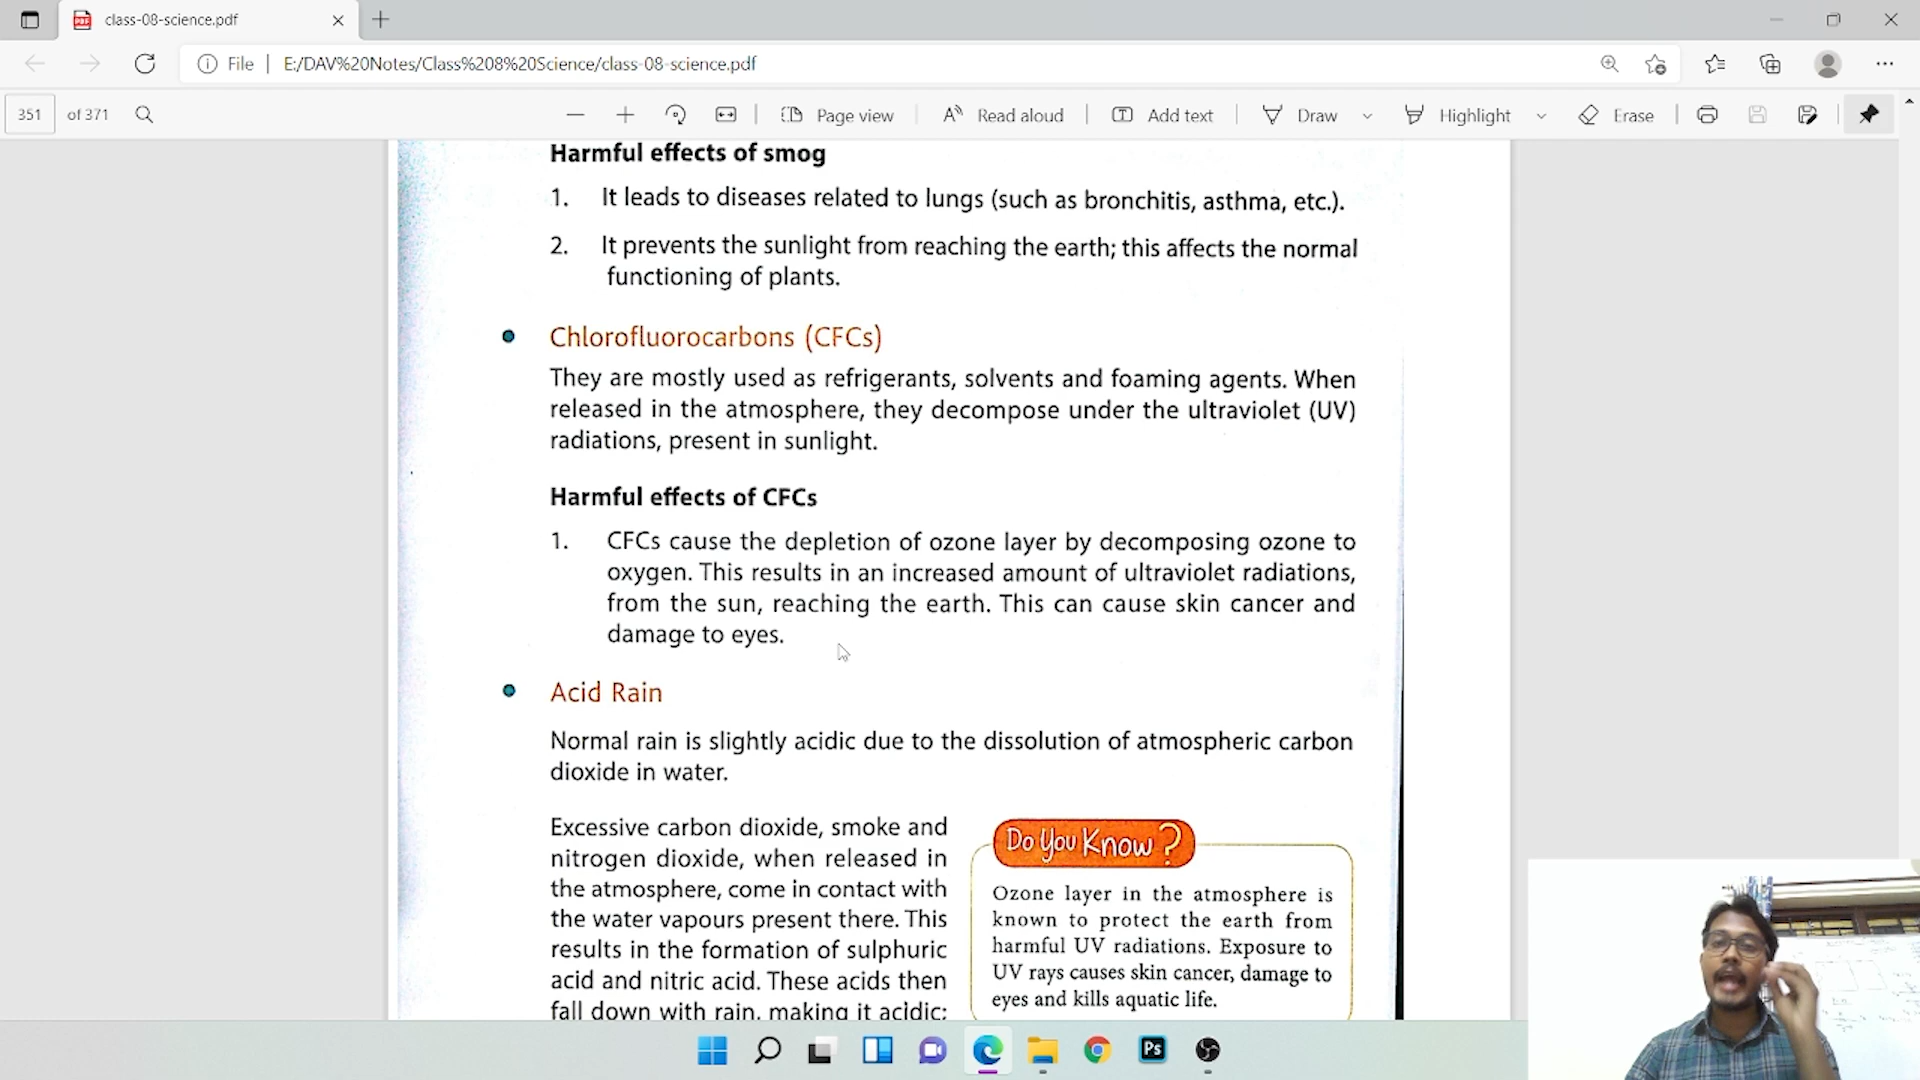 class-08-science.pdf
File | E:/DAV%20Notes/Class%208%20Science/class-08-science.pdf
351 of 371
Page view
Read aloud
Add text
Draw
Highlight
Erase
Harmful effects of smog
1. It leads to diseases related to lungs (such as bronchitis, asthma, etc.).
2. It prevents the sunlight from reaching the earth; this affects the normal
functioning of plants.
Chlorofluorocarbons (CFCs)
They are mostly used as refrigerants, solvents and foaming agents. When
released in the atmosphere, they decompose under the ultraviolet (UV)
radiations, present in sunlight.
Harmful effects of CFCs
1. CFCs cause the depletion of ozone layer by decomposing ozone to
oxygen. This results in an increased amount of ultraviolet radiations,
from the sun, reaching the earth. This can cause skin cancer and
damage to eyes.
Acid Rain
Normal rain is slightly acidic due to the dissolution of atmospheric carbon
dioxide in water.
Excessive carbon dioxide, smoke and
nitrogen dioxide, when released in
the atmosphere, come in contact with
the water vapours present there. This
results in the formation of sulphuric
acid and nitric acid. These acids then
fall down with rain, making it acidic;
Do You Know ?
Ozone layer in the atmosphere is
known to protect the earth from
harmful UV radiations. Exposure to
UV rays causes skin cancer, damage to
eyes and kills aquatic life.
Ps